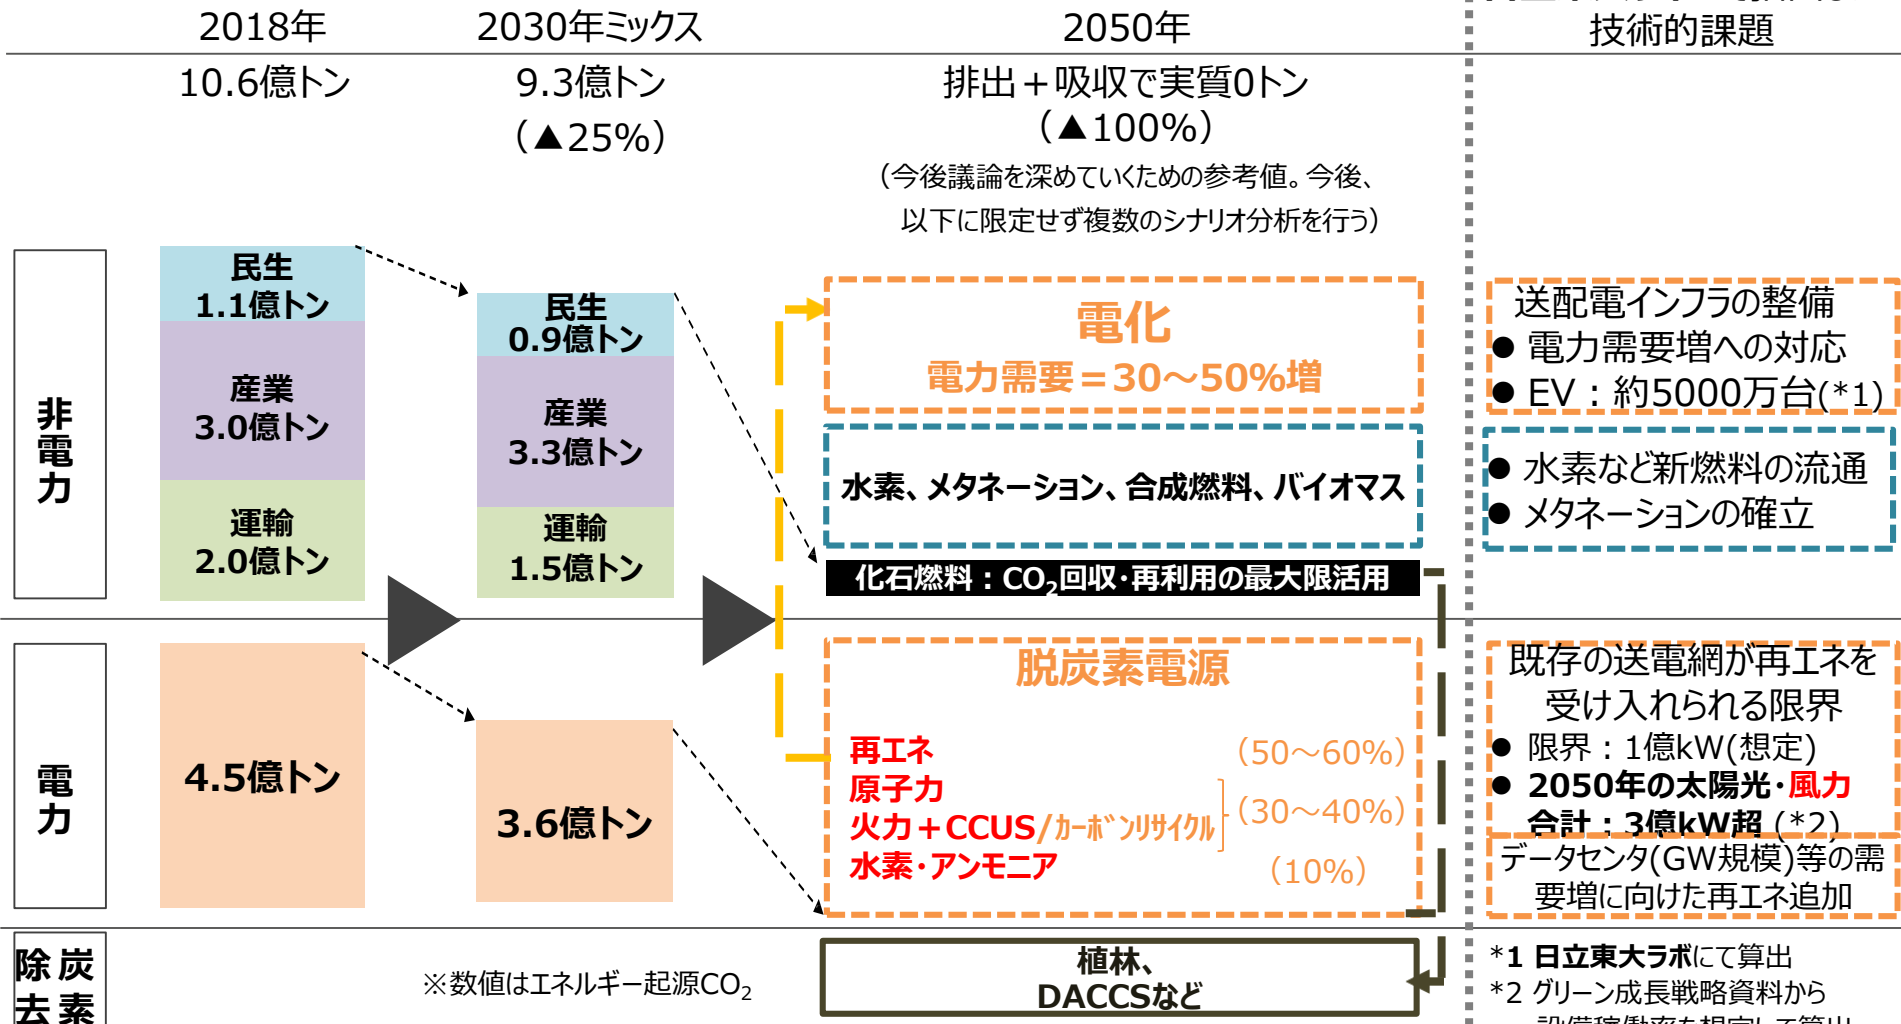 2018年
2030年ミックス
2050年
技術的課題
10.6億トン
9.3億トン
（▲25%）
排出＋吸収で実質0トン
（▲100%）
（今後議論を深めていくための参考値。今後、
以下に限定せず複数のシナリオ分析を行う）
非電力
民生
1.1億トン
産業
3.0億トン
運輸
2.0億トン
民生
0.9億トン
産業
3.3億トン
運輸
1.5億トン
電化
電力需要＝30～50%増
水素、メタネーション、合成燃料、バイオマス
化石燃料：CO2回収・再利用の最大限活用
送配電インフラの整備
● 電力需要増への対応
● EV：約5000万台(*1)
● 水素など新燃料の流通
● メタネーションの確立
電力
4.5億トン
3.6億トン
脱炭素電源
再エネ （50～60%）
原子力
火力＋CCUS/カーボンリサイクル （30～40%）
水素・アンモニア （10%）
既存の送電網が再エネを
受け入れられる限界
● 限界：1億kW(想定)
● 2050年の太陽光・風力
合計：3億kW超 (*2)
データセンタ(GW規模)等の需
要増に向けた再エネ追加
炭素
除去
※数値はエネルギー起源CO2
植林、
DACCSなど
*1 日立東大ラボにて算出
*2 グリーン成長戦略資料から
設備稼働率を想定して算出